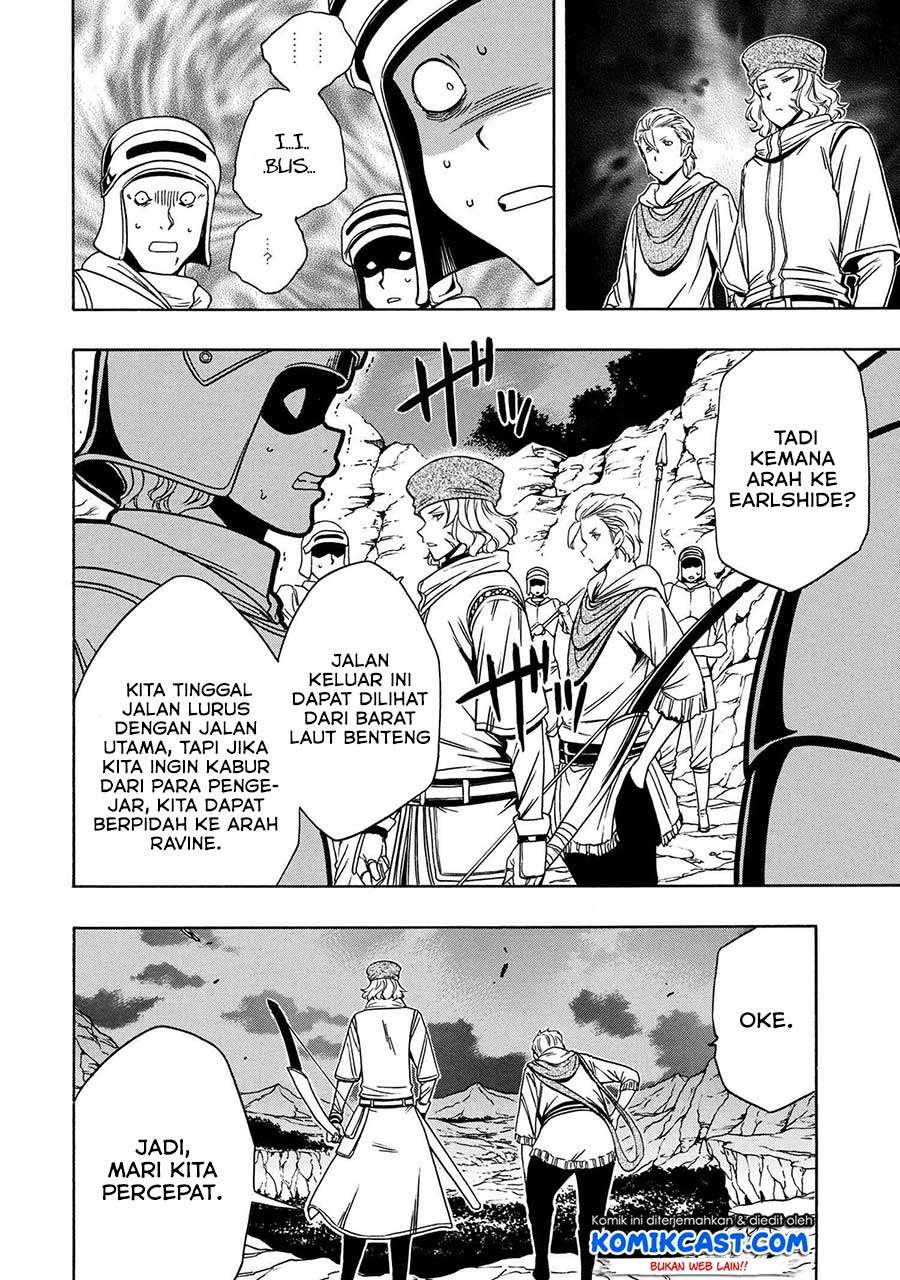 I...I.
.BLIS...
?
TADI
KEMANA
ARAH KE
EARLSHIDE?
JALAN
KELUAR INI
DAPAT DILIHAT
DARI BARAT
LAUT BENTENG
KITA TINGGAL
JALAN LURUS
DENGAN JALAN
UTAMA, TAPI JIKA
KITA INGIN KABUR
DARI PARA PENGE-
JAR, KITA DAPAT
BERPIDAH KE ARAH
RAVINE.
OKE.
JADI,
MARI KITA
PERCEPAT.
Komik ini diterjemahkan & diedit oleh
KOMIKCAST.COM
BUKAN WEB LAIN!!